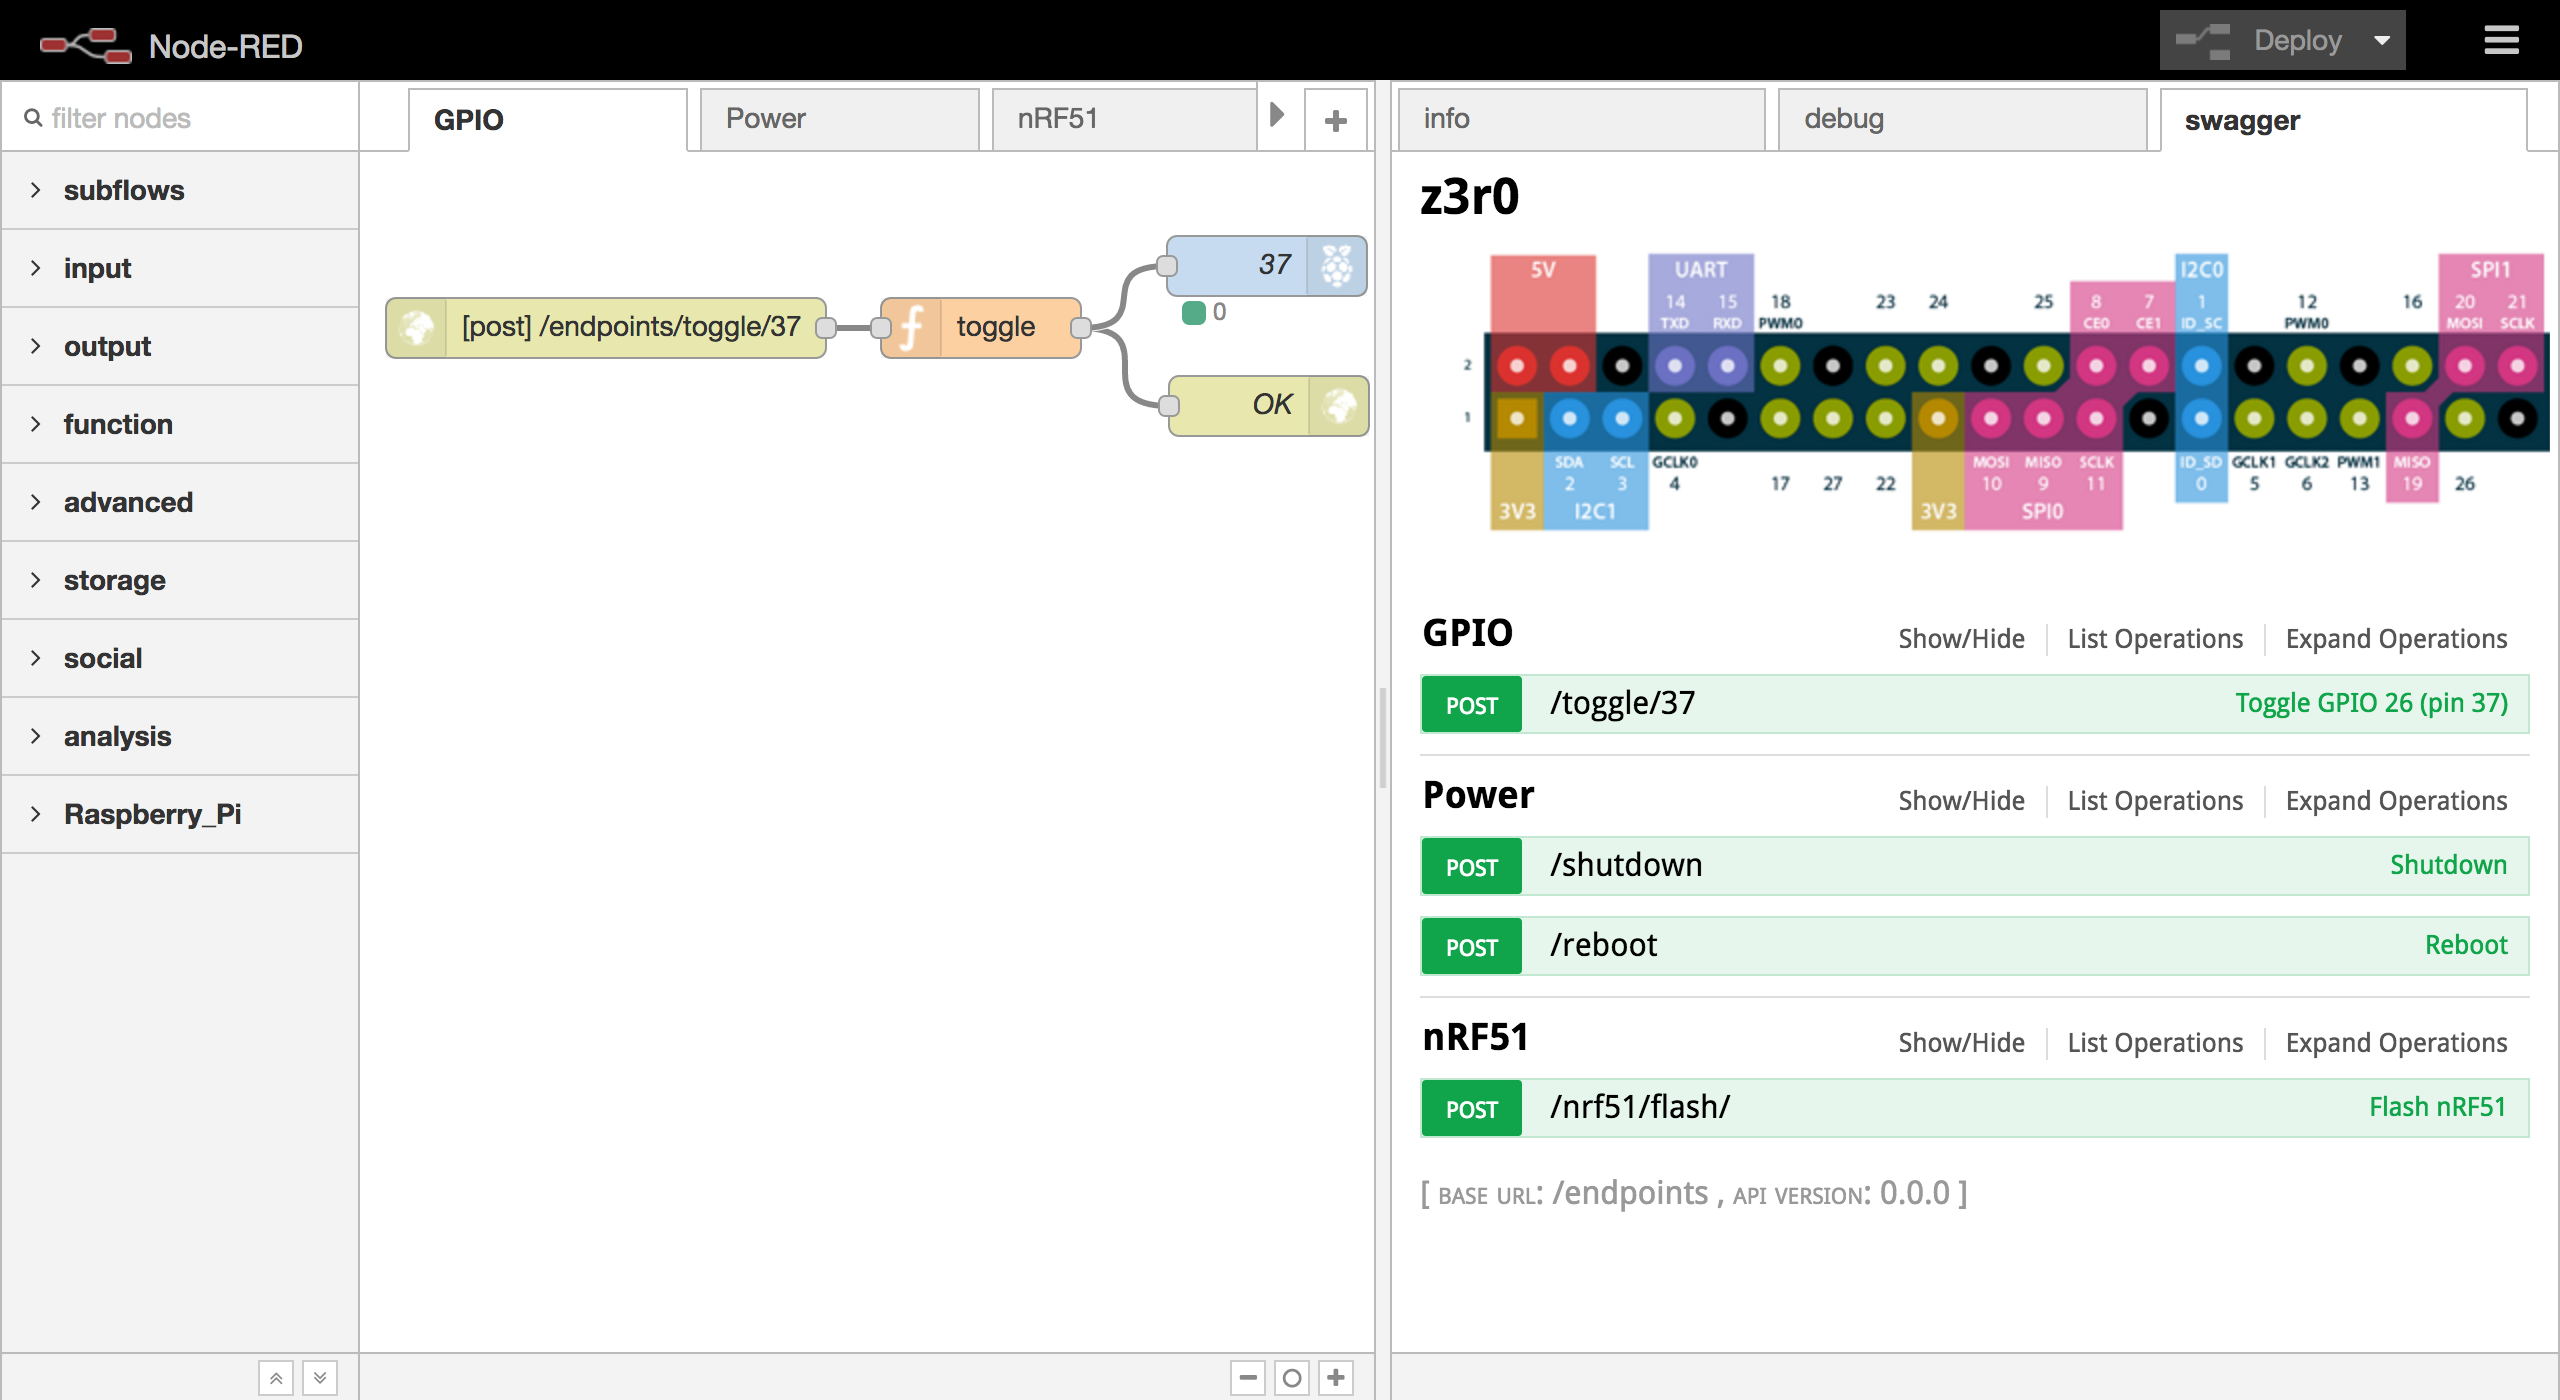 Node-RED
Deploy
filter nodes
GPIO
Power
nRF51
info
debug
swagger
subflows
input
output
function
advanced
storage
social
analysis
Raspberry_Pi
[post] /endpoints/toggle/37
toggle
37
0
OK
z3r0
5V UART I2C0 SPI1
14 15 18 23 24 25 8 7 1 12 16 20 21
TXD RXD PWM0 CE0 CE1 ID_SC PWM0 MOSI SCLK
2
1
SDA SCL GCLK0 MOSI MISO SCLK ID_SD GCLK1 GCLK2 PWM1 MISO
2 3 4 17 27 22 10 9 11 0 5 6 13 19 26
3V3 I2C1 3V3 SPI0
GPIO
Show/Hide List Operations Expand Operations
POST /toggle/37 Toggle GPIO 26 (pin 37)
Power
Show/Hide List Operations Expand Operations
POST /shutdown Shutdown
POST /reboot Reboot
nRF51
Show/Hide List Operations Expand Operations
POST /nrf51/flash/ Flash nRF51
[ BASE URL: /endpoints , API VERSION: 0.0.0 ]